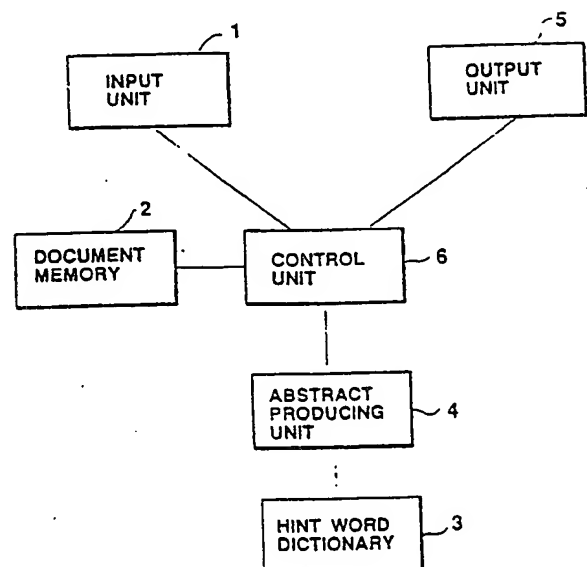 1
5
INPUT
UNIT
OUTPUT
UNIT
2
DOCUMENT
MEMORY
CONTROL
UNIT
6
ABSTRACT
PRODUCING
UNIT
4
HINT WORD
DICTIONARY
3